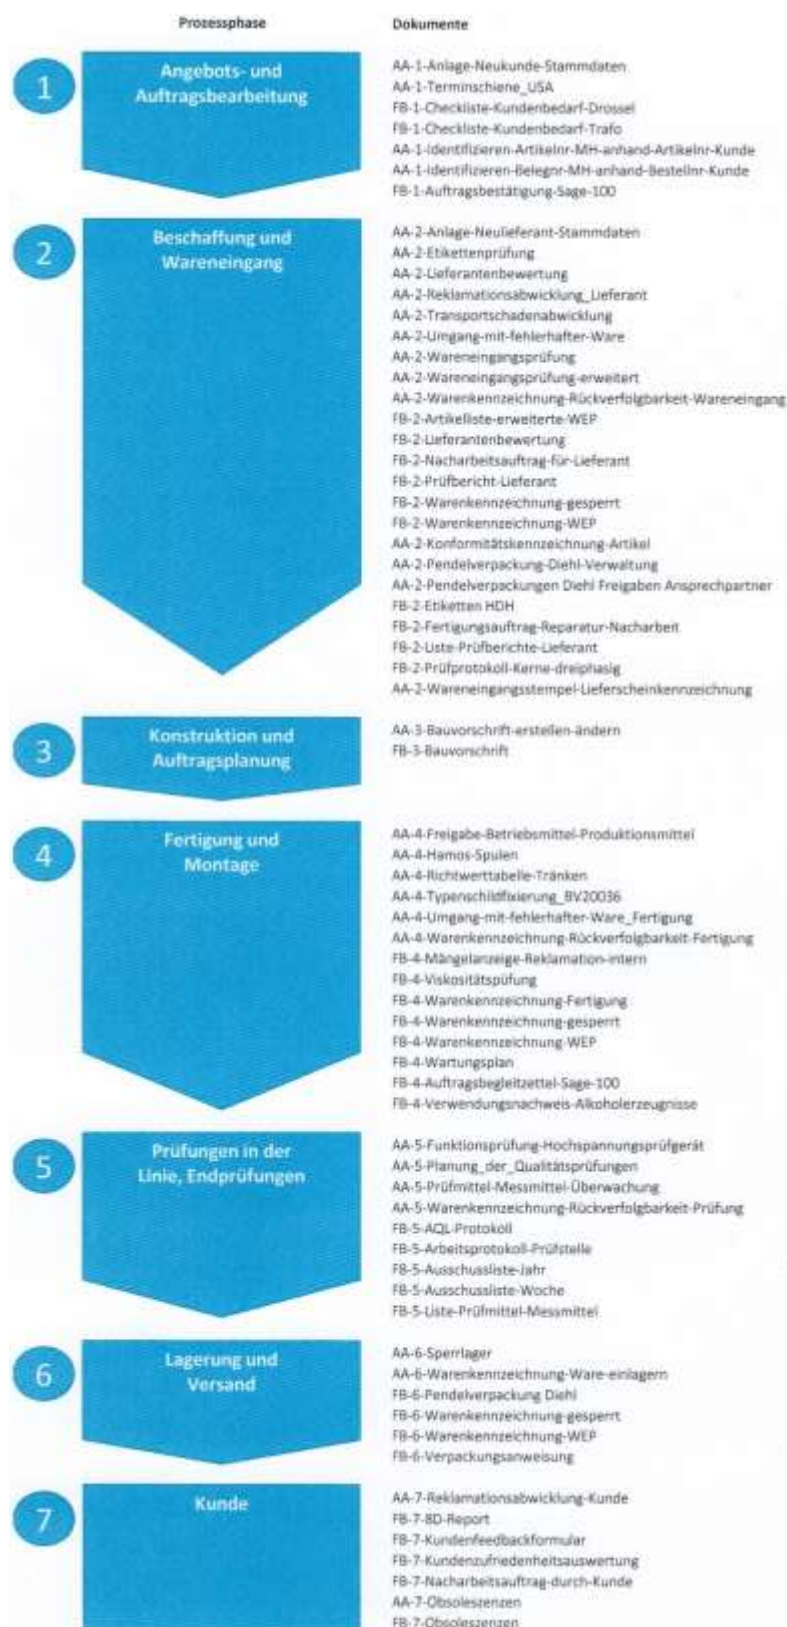 Prozessphase
Dokumente
1
Angebots- und
Auftragsbearbeitung
AA-1-Anlage-Neukunde-Stammdaten
AA-1-Terminschiene_USA
FB-1-Checkliste-Kundenbedarf-Drossel
FB-1-Checkliste-Kundenbedarf-Trafo
AA-1-Identifizieren-Artikelnr-MH-anhand-Artikelnr-Kunde
AA-1-Identifizieren-Belegnr-MH-anhand-Bestellnr-Kunde
FB-1-Auftragsbestätigung-Sage-100
2
Beschaffung und
Wareneingang
AA-2-Anlage-Neulieferant-Stammdaten
AA-2-Etikettenprüfung
AA-2-Lieferantenbewertung
AA-2-Reklamationsabwicklung_Lieferant
AA-2-Transportschadenabwicklung
AA-2-Umgang-mit-fehlerhafter-Ware
AA-2-Wareneingangsprüfung
AA-2-Wareneingangsprüfung-erweitert
AA-2-Warenkennzeichnung-Rückverfolgbarkeit-Wareneingang
FB-2-Artikelliste-erweiterte-WEP
FB-2-Lieferantenbewertung
FB-2-Nacharbeitsauftrag-für-Lieferant
FB-2-Prüfbericht-Lieferant
FB-2-Warenkennzeichnung-gesperrt
FB-2-Warenkennzeichnung-WEP
AA-2-Konformitätskennzeichnung-Artikel
AA-2-Pendelverpackung-Diehl-Verwaltung
AA-2-Pendelverpackungen Diehl Freigaben Ansprechpartner
FB-2-Etiketten HDH
FB-2-Fertigungsauftrag-Reparatur-Nacharbeit
FB-2-Liste-Prüfberichte-Lieferant
FB-2-Prüfprotokoll-Kerne-dreiphasig
AA-2-Wareneingangsstempel-Lieferscheinkennzeichnung
3
Konstruktion und
Auftragsplanung
AA-3-Bauvorschrift-erstellen-ändern
FB-3-Bauvorschrift
4
Fertigung und
Montage
AA-4-Freigabe-Betriebsmittel-Produktionsmittel
AA-4-Hamos-Spulen
AA-4-Richtwerttabelle-Tränken
AA-4-Typenschildfixierung_BV20036
AA-4-Umgang-mit-fehlerhafter-Ware_Fertigung
AA-4-Warenkennzeichnung-Rückverfolgbarkeit-Fertigung
FB-4-Mängelanzeige-Reklamation-intern
FB-4-Viskositätspüfung
FB-4-Warenkennzeichnung-Fertigung
FB-4-Warenkennzeichnung-gesperrt
FB-4-Warenkennzeichnung-WEP
FB-4-Wartungsplan
FB-4-Auftragsbegleitzettel-Sage-100
FB-4-Verwendungsnachweis-Alkoholerzeugnisse
5
Prüfungen in der
Linie, Endprüfungen
AA-5-Funktionsprüfung-Hochspannungsprüfgerät
AA-5-Planung_der_Qualitätsprüfungen
AA-5-Prüfmittel-Messmittel-Überwachung
AA-5-Warenkennzeichnung-Rückverfolgbarkeit-Prüfung
FB-5-AQL-Protokoll
FB-5-Arbeitsprotokoll-Prüfstelle
FB-5-Ausschussliste-Jahr
FB-5-Ausschussliste-Woche
FB-5-Liste-Prüfmittel-Messmittel
6
Lagerung und
Versand
AA-6-Sperrlager
AA-6-Warenkennzeichnung-Ware-einlagern
FB-6-Pendelverpackung Diehl
FB-6-Warenkennzeichnung-gesperrt
FB-6-Warenkennzeichnung-WEP
FB-6-Verpackungsanweisung
7
Kunde
AA-7-Reklamationsabwicklung-Kunde
FB-7-8D-Report
FB-7-Kundenfeedbackformular
FB-7-Kundenzufriedenheitsauswertung
FB-7-Nacharbeitsauftrag-durch-Kunde
AA-7-Obsoleszenzen
FB-7-Obsoleszenzen